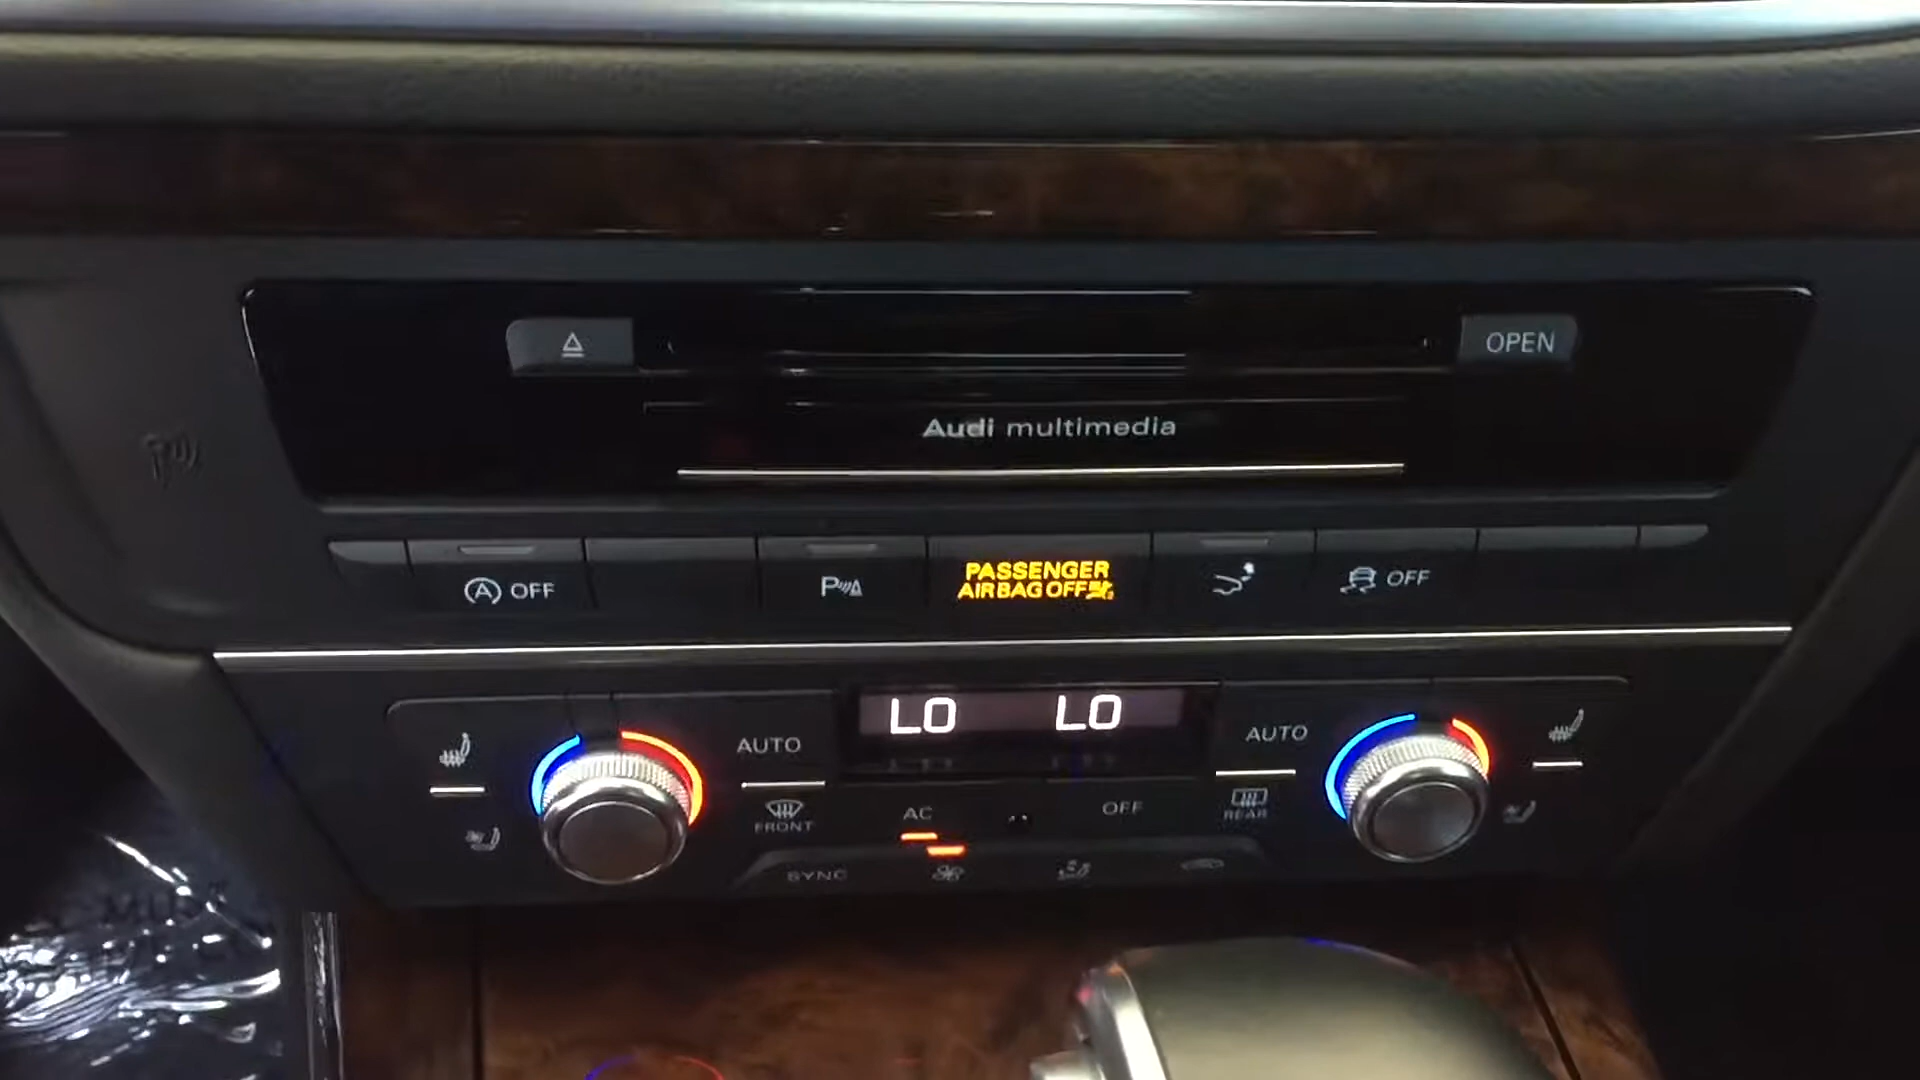 OPEN
Audi multimedia
A OFF
P
PASSENGER
AIRBAG OFF
OFF
LO LO
AUTO
AUTO
FRONT
AC
OFF
REAR
SYNC